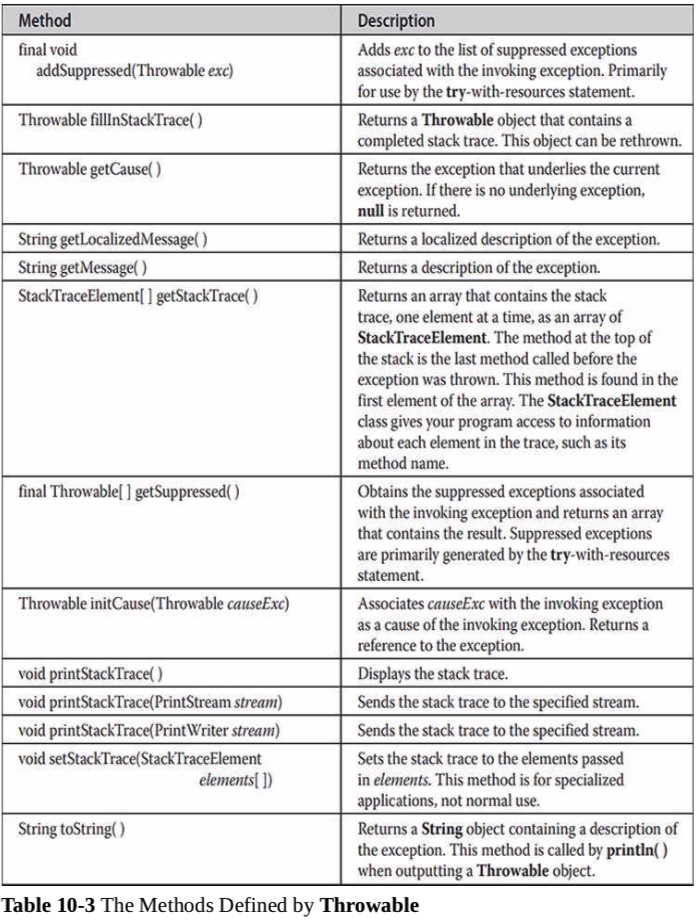 Method Description
final void Adds exc to the list of suppressed exceptions
addSuppressed(Throwable exc) associated with the invoking exception. Primarily
for use by the try-with-resources statement.
Throwable fillInStackTrace( ) Returns a Throwable object that contains a
completed stack trace. This object can be rethrown.
Throwable getCause( ) Returns the exception that underlies the current
exception. If there is no underlying exception,
null is returned.
String getLocalizedMessage( ) Returns a localized description of the exception.
String getMessage( ) Returns a description of the exception.
StackTraceElement[ ] getStackTrace( ) Returns an array that contains the stack
trace, one element at a time, as an array of
StackTraceElement. The method at the top of
the stack is the last method called before the
exception was thrown. This method is found in the
first element of the array. The StackTraceElement
class gives your program access to information
about each element in the trace, such as its
method name.
final Throwable[ ] getSuppressed( ) Obtains the suppressed exceptions associated
with the invoking exception and returns an array
that contains the result. Suppressed exceptions
are primarily generated by the try-with-resources
statement.
Throwable initCause(Throwable causeExc) Associates causeExc with the invoking exception
as a cause of the invoking exception. Returns a
reference to the exception.
void printStackTrace( ) Displays the stack trace.
void printStackTrace(PrintStream stream) Sends the stack trace to the specified stream.
void printStackTrace(PrintWriter stream) Sends the stack trace to the specified stream.
void setStackTrace(StackTraceElement Sets the stack trace to the elements passed
elements[ ]) in elements. This method is for specialized
applications, not normal use.
String toString( ) Returns a String object containing a description of
the exception. This method is called by println( )
when outputting a Throwable object.
Table 10-3 The Methods Defined by Throwable